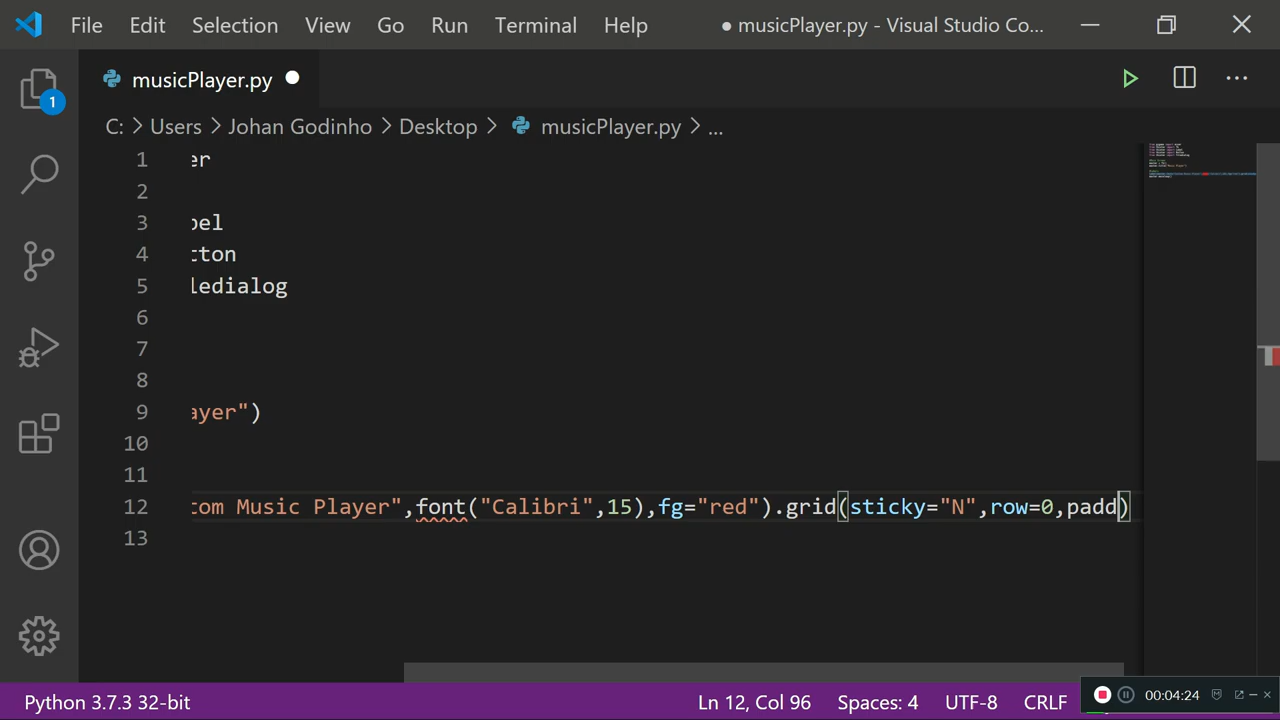 File Edit Selection View Go Run Terminal Help ● musicPlayer.py - Visual Studio Co...
musicPlayer.py
1
C: > Users > Johan Godinho > Desktop > musicPlayer.py > ...
1 er
2
3 bel
4 tton
5 ledialog
6
7
8
9 ayer")
10
11
12 tom Music Player",font("Calibri",15),fg="red").grid(sticky="N",row=0,padd)
13
Python 3.7.3 32-bit Ln 12, Col 96 Spaces: 4 UTF-8 CRLF 00:04:24